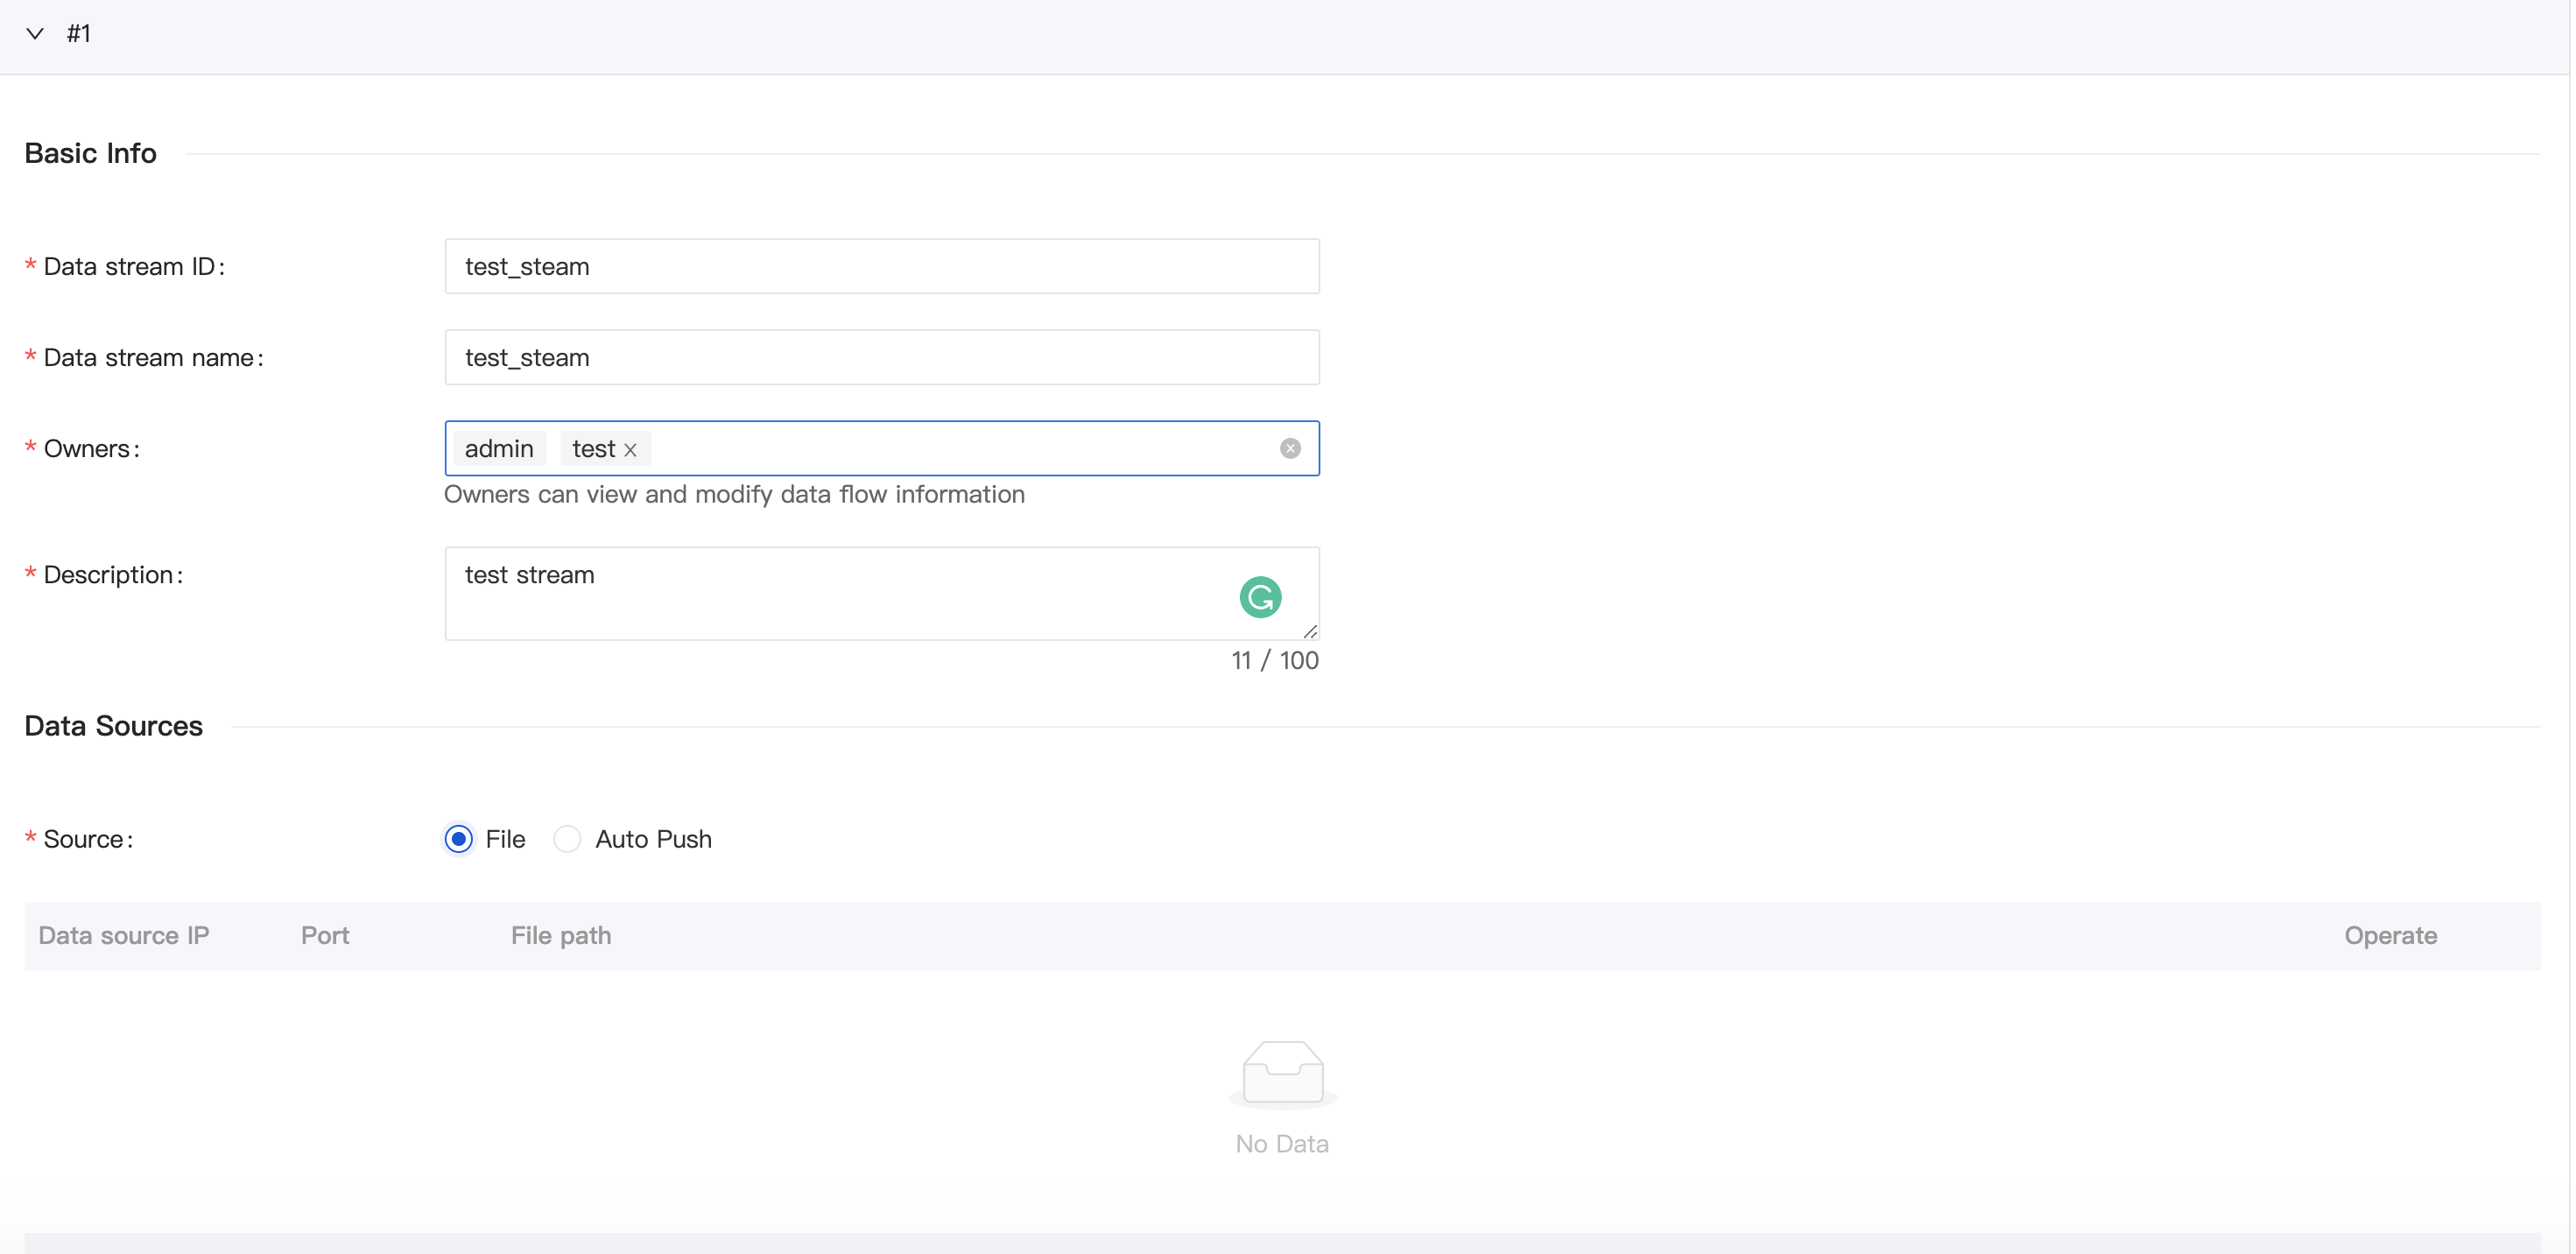 #1
Basic Info
* Data stream ID: test_steam
* Data stream name: test_steam
* Owners: admin test ×
Owners can view and modify data flow information
* Description: test stream
11 / 100
Data Sources
* Source: File Auto Push
Data source IP Port File path Operate
No Data